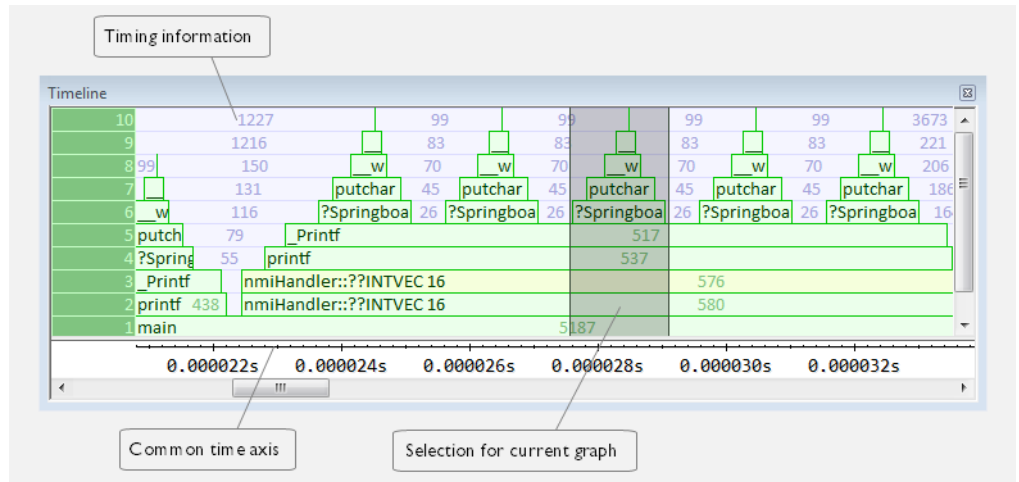 Timing information
Timeline
10 1227 99 99 99 99 3673
9 1216 83 83 83 83 221
8 99 150 __w 70 __w 70 __w 70 __w 70 __w 206
7 131 putchar 45 putchar 45 putchar 45 putchar 45 putchar 186
6 __w 116 ?Springboa 26 ?Springboa 26 ?Springboa 26 ?Springboa 26 ?Springboa 16
5 putch 79 _Printf 517
4 ?Spring 55 printf 537
3 _Printf nmiHandler::??INTVEC 16 576
2 printf 438 nmiHandler::??INTVEC 16 580
1 main 5187
0.000022s 0.000024s 0.000026s 0.000028s 0.000030s 0.000032s
Common time axis
Selection for current graph